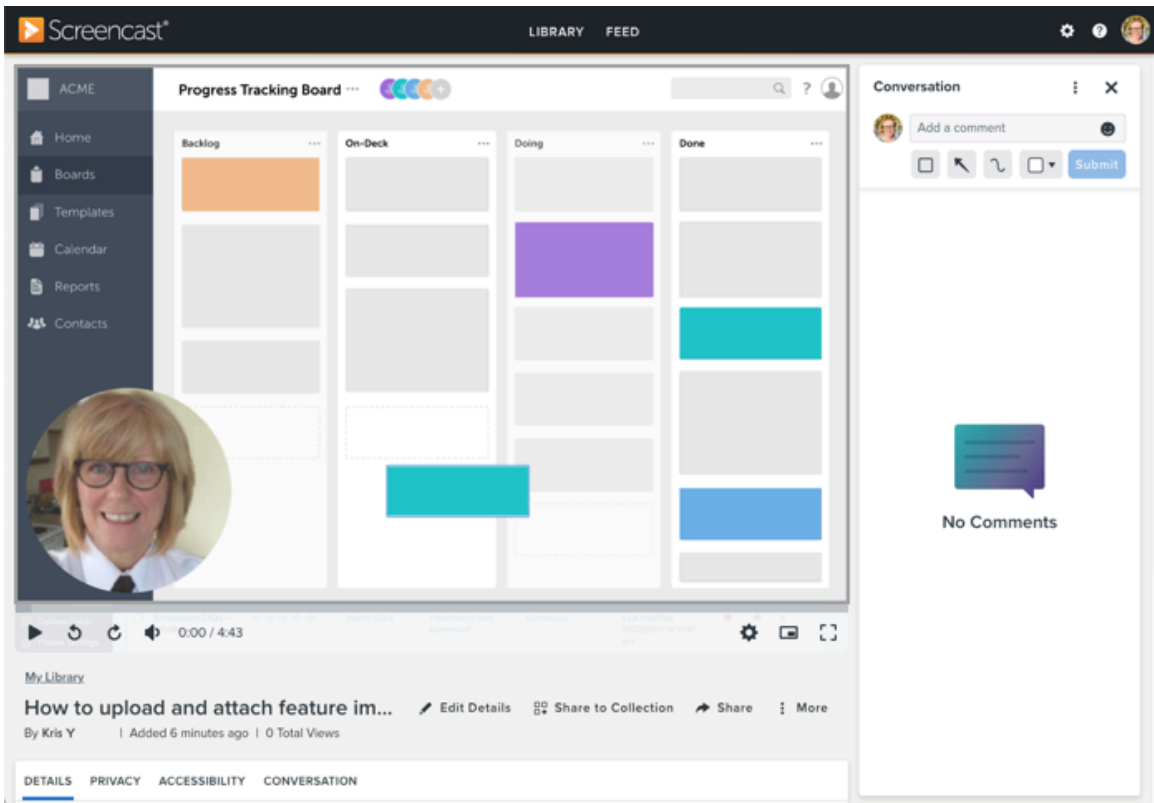 Screencast®
LIBRARY FEED
ACME
Progress Tracking Board ...
?
Home
Boards
Templates
Calendar
Reports
Contacts
Backlog ...
On-Deck ...
Doing ...
Done ...
0:00 / 4:43
My Library
How to upload and attach feature im...
Edit Details
Share to Collection
Share
More
By Kris Y | Added 6 minutes ago | 0 Total Views
DETAILS PRIVACY ACCESSIBILITY CONVERSATION
Conversation
Add a comment
Submit
No Comments